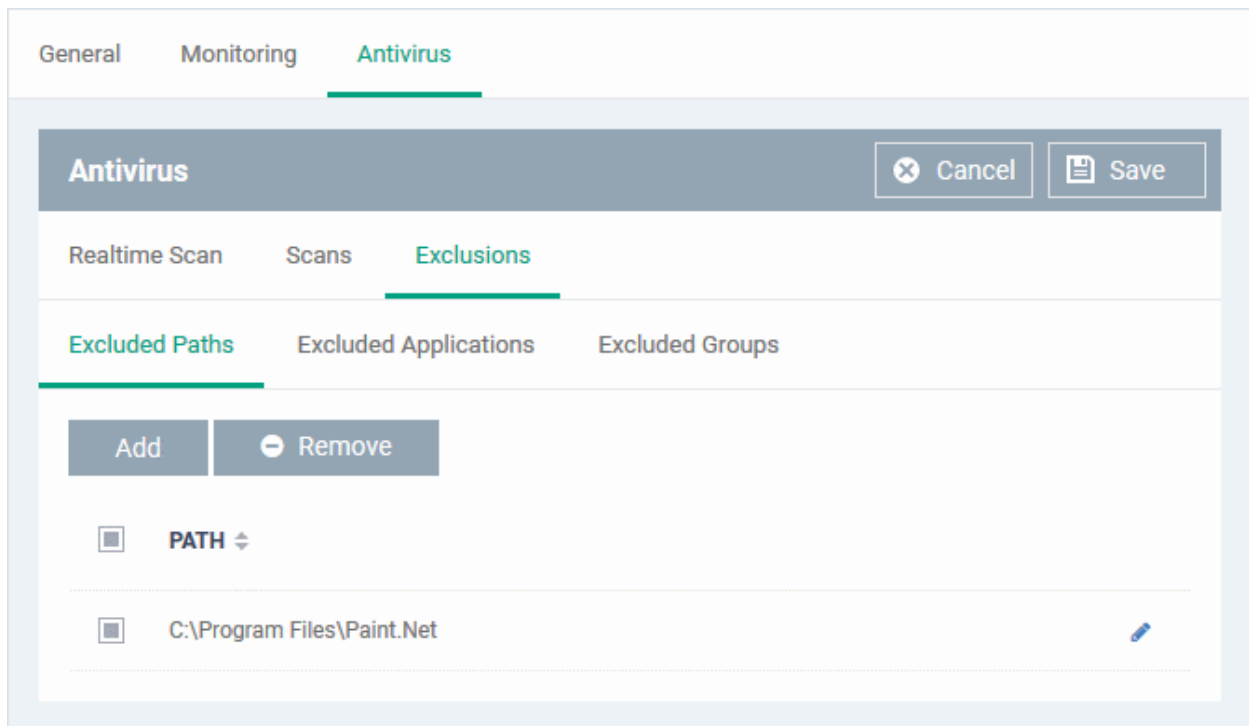 General Monitoring Antivirus
Antivirus Cancel Save
Realtime Scan Scans Exclusions
Excluded Paths Excluded Applications Excluded Groups
Add Remove
PATH
C:\Program Files\Paint.Net